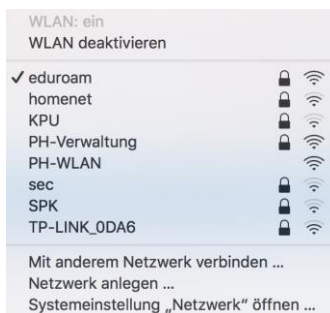 WLAN: ein
WLAN deaktivieren
✓ eduroam
homenet
KPU
PH-Verwaltung
PH-WLAN
sec
SPK
TP-LINK_0DA6
Mit anderem Netzwerk verbinden ...
Netzwerk anlegen ...
Systemeinstellung „Netzwerk“ öffnen ...